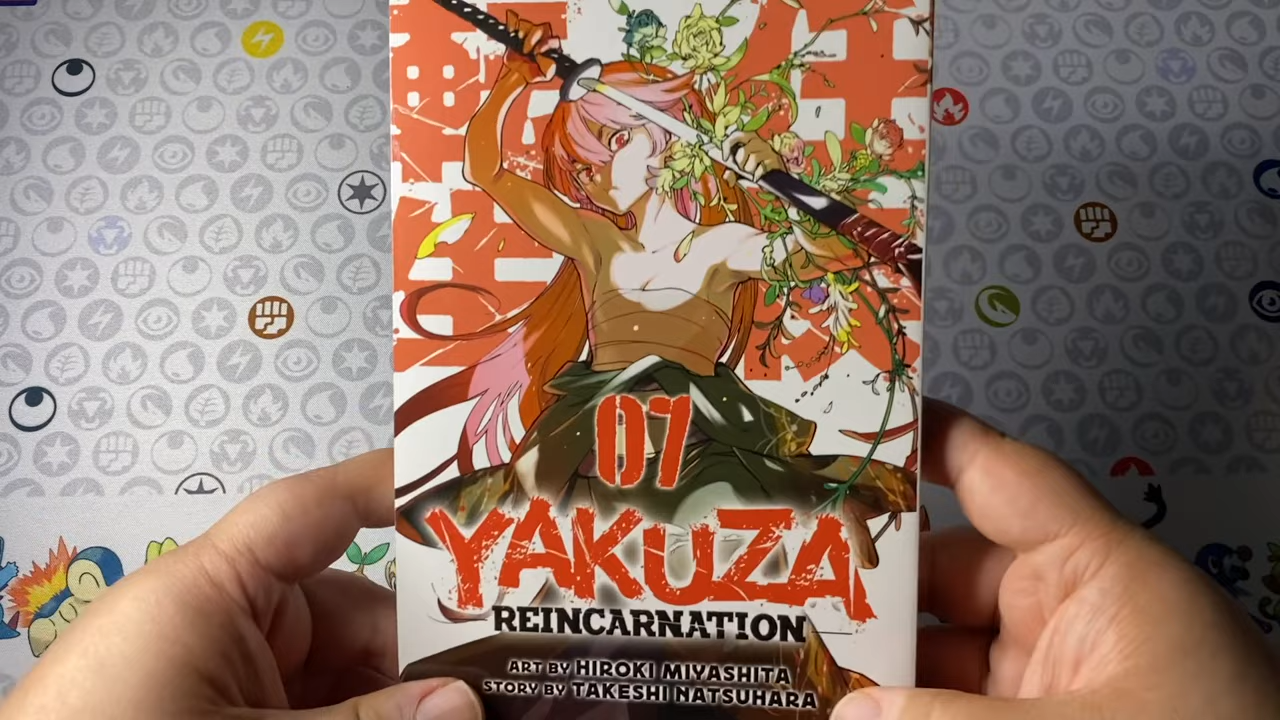 07
YAKUZA
REINCARNATION
ART BY HIROKI MIYASHITA
STORY BY TAKESHI NATSUHARA